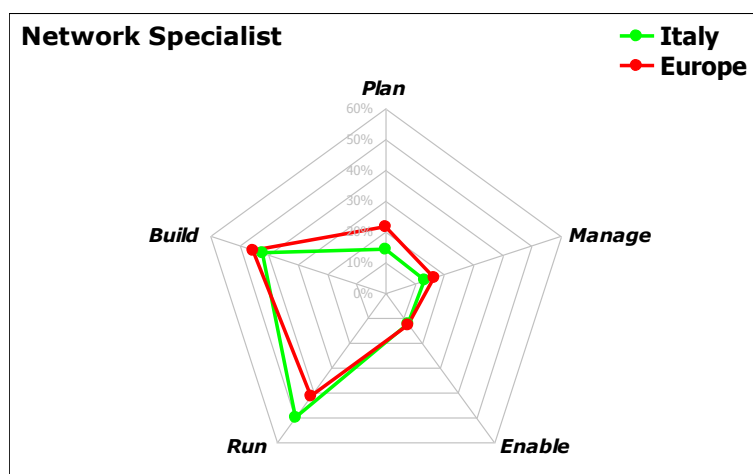 Network Specialist
Italy
Europe
Plan
60%
50%
40%
30%
20%
10%
0%
Build
Manage
Run
Enable